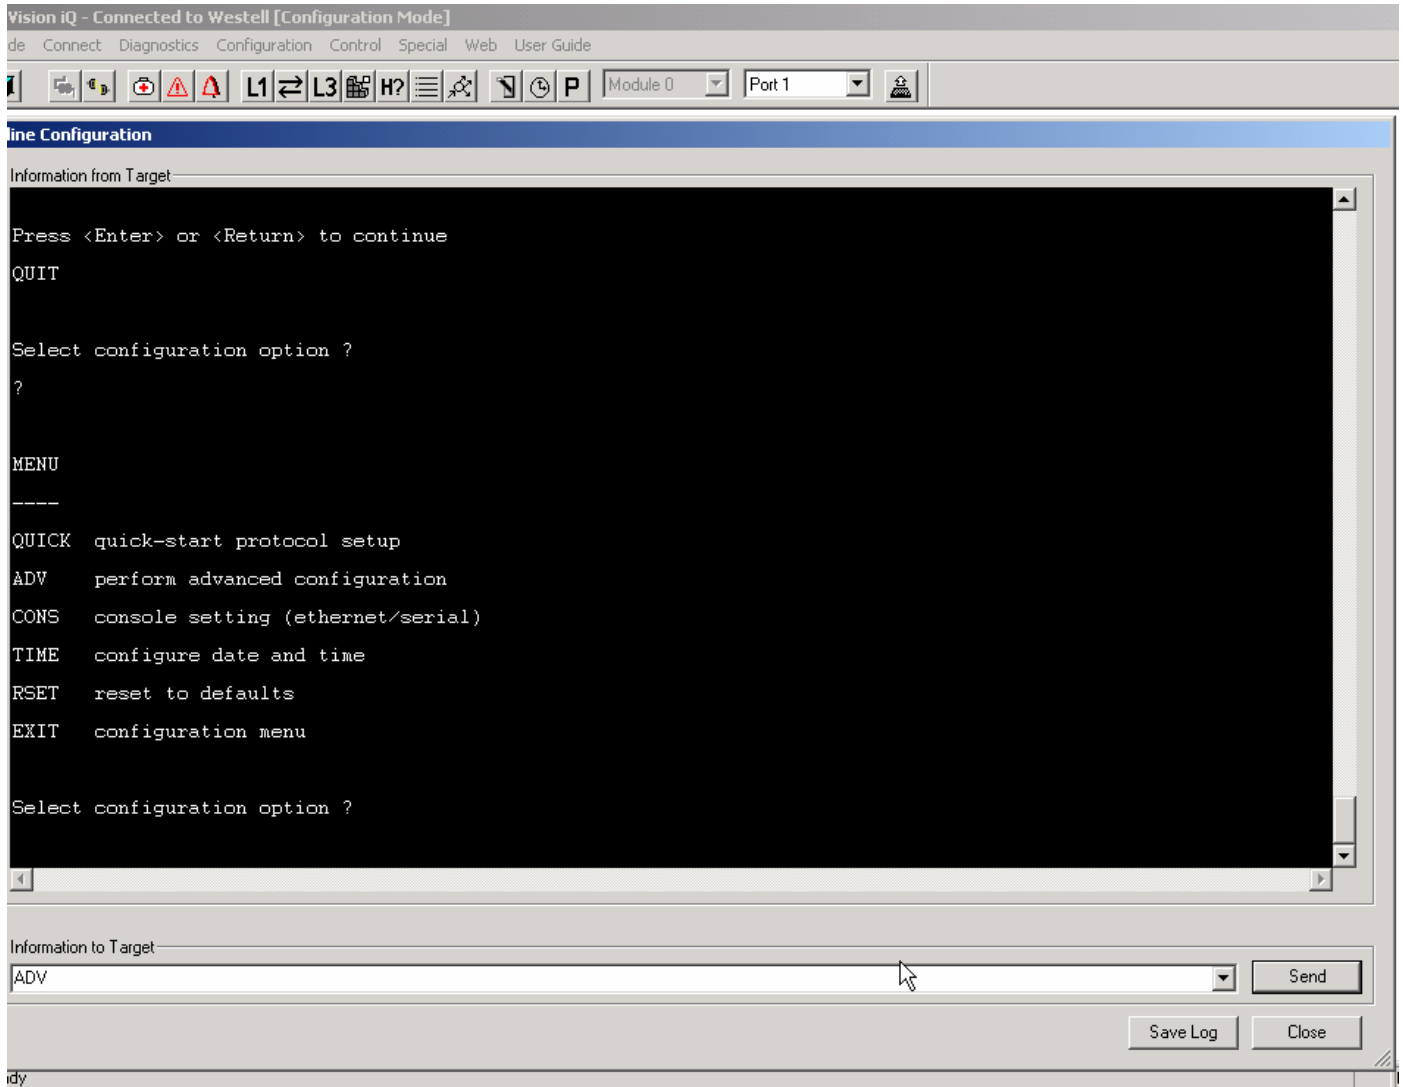 Vision iQ - Connected to Westell [Configuration Mode]
de Connect Diagnostics Configuration Control Special Web User Guide
L1 L3 H? P Module 0 Port 1
line Configuration
Information from Target
Press <Enter> or <Return> to continue
QUIT
Select configuration option ?
?
MENU
----
QUICK quick-start protocol setup
ADV perform advanced configuration
CONS console setting (ethernet/serial)
TIME configure date and time
RSET reset to defaults
EXIT configuration menu
Select configuration option ?
Information to Target
ADV Send
Save Log Close
dy